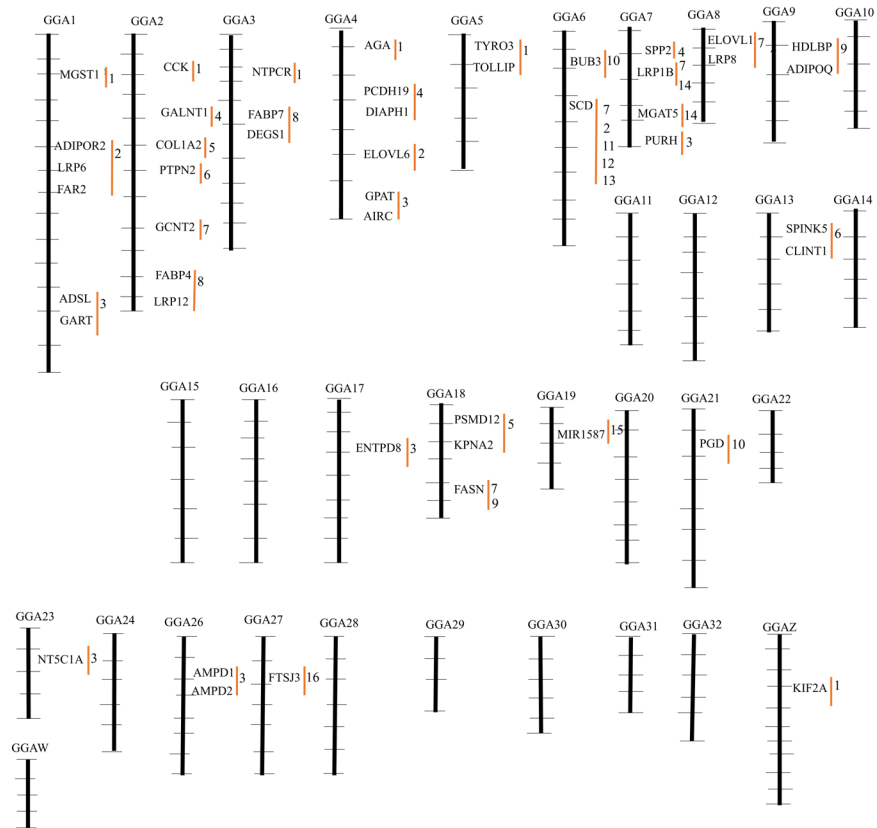 GGA1 GGA2 GGA3 GGA4 GGA5 GGA6 GGA7 GGA8 GGA9 GGA10
MGST1 1
ADIPOR2 2
LRP6
FAR2
ADSL 3
GART
CCK 1
GALNT1 4
COL1A2 5
PTPN2 6
GCNT2 7
FABP4 8
LRP12
NTPCR 1
FABP7 8
DEGS1
AGA 1
PCDH19 4
DIAPH1
ELOVL6 2
GPAT 3
AIRC
TYRO3 1
TOLLIP
BUB3 10
SCD 7
2
11
12
13
SPP2 4
LRP1B 7
14
MGAT5 14
PURH 3
ELOVL1 7
LRP8
HDLBP 9
ADIPOQ
GGA11 GGA12 GGA13 GGA14
SPINK5 6
CLINT1
GGA15 GGA16 GGA17 GGA18 GGA19 GGA20 GGA21 GGA22
ENTPD8 3
PSMD12 5
KPNA2
FASN 7
9
MIR1587 15
PGD 10
GGA23 GGA24 GGA26 GGA27 GGA28 GGA29 GGA30 GGA31 GGA32 GGAZ
NT5C1A 3
AMPD1 3
AMPD2
FTSJ3 16
KIF2A 1
GGAW